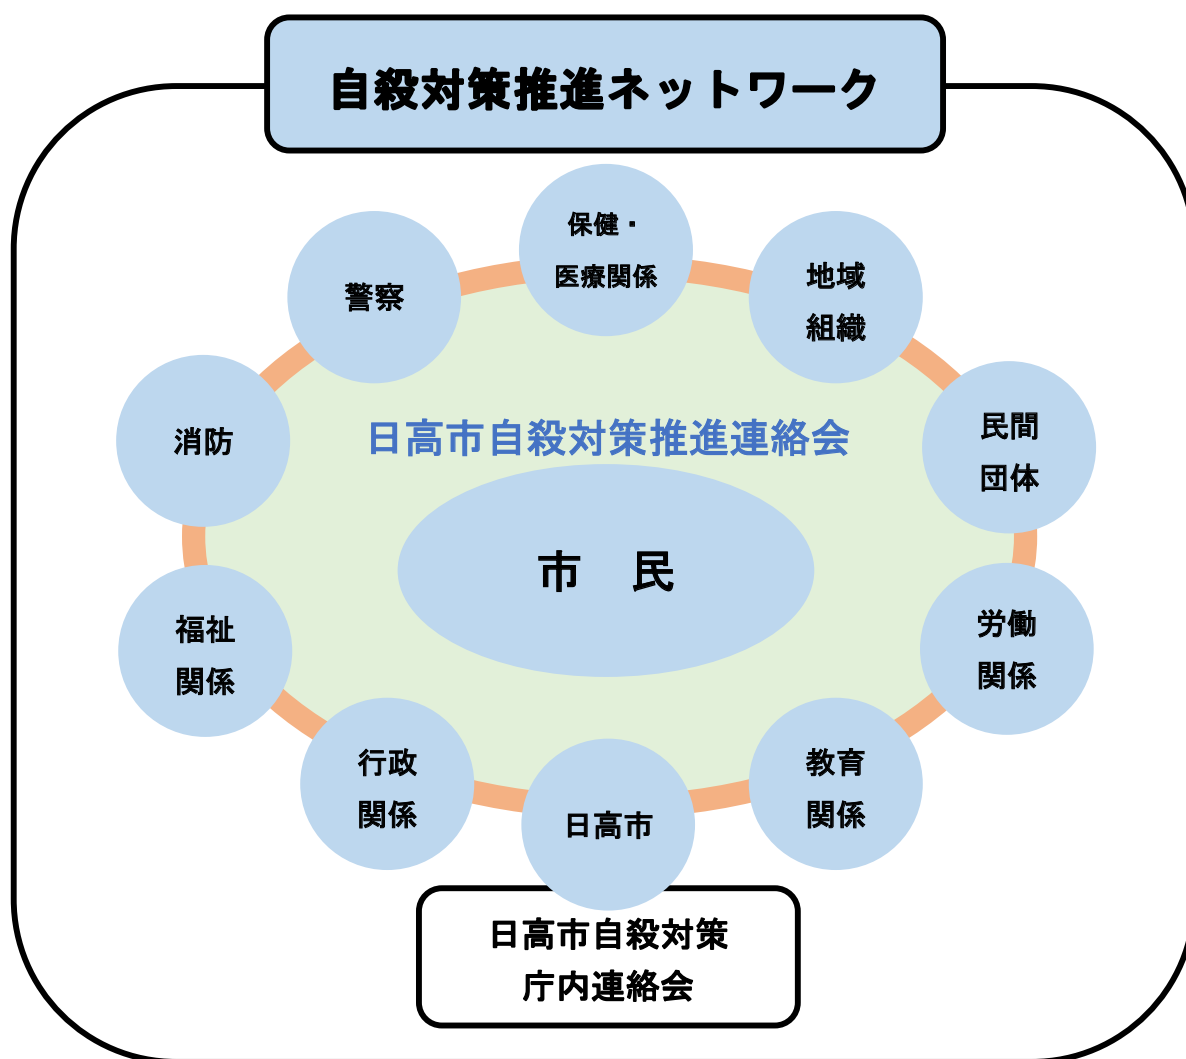 自殺対策推進ネットワーク
保健・
医療関係
警察
地域
組織
消防
民間
団体
日高市自殺対策推進連絡会
市　民
福祉
関係
労働
関係
行政
関係
教育
関係
日高市
日高市自殺対策
庁内連絡会